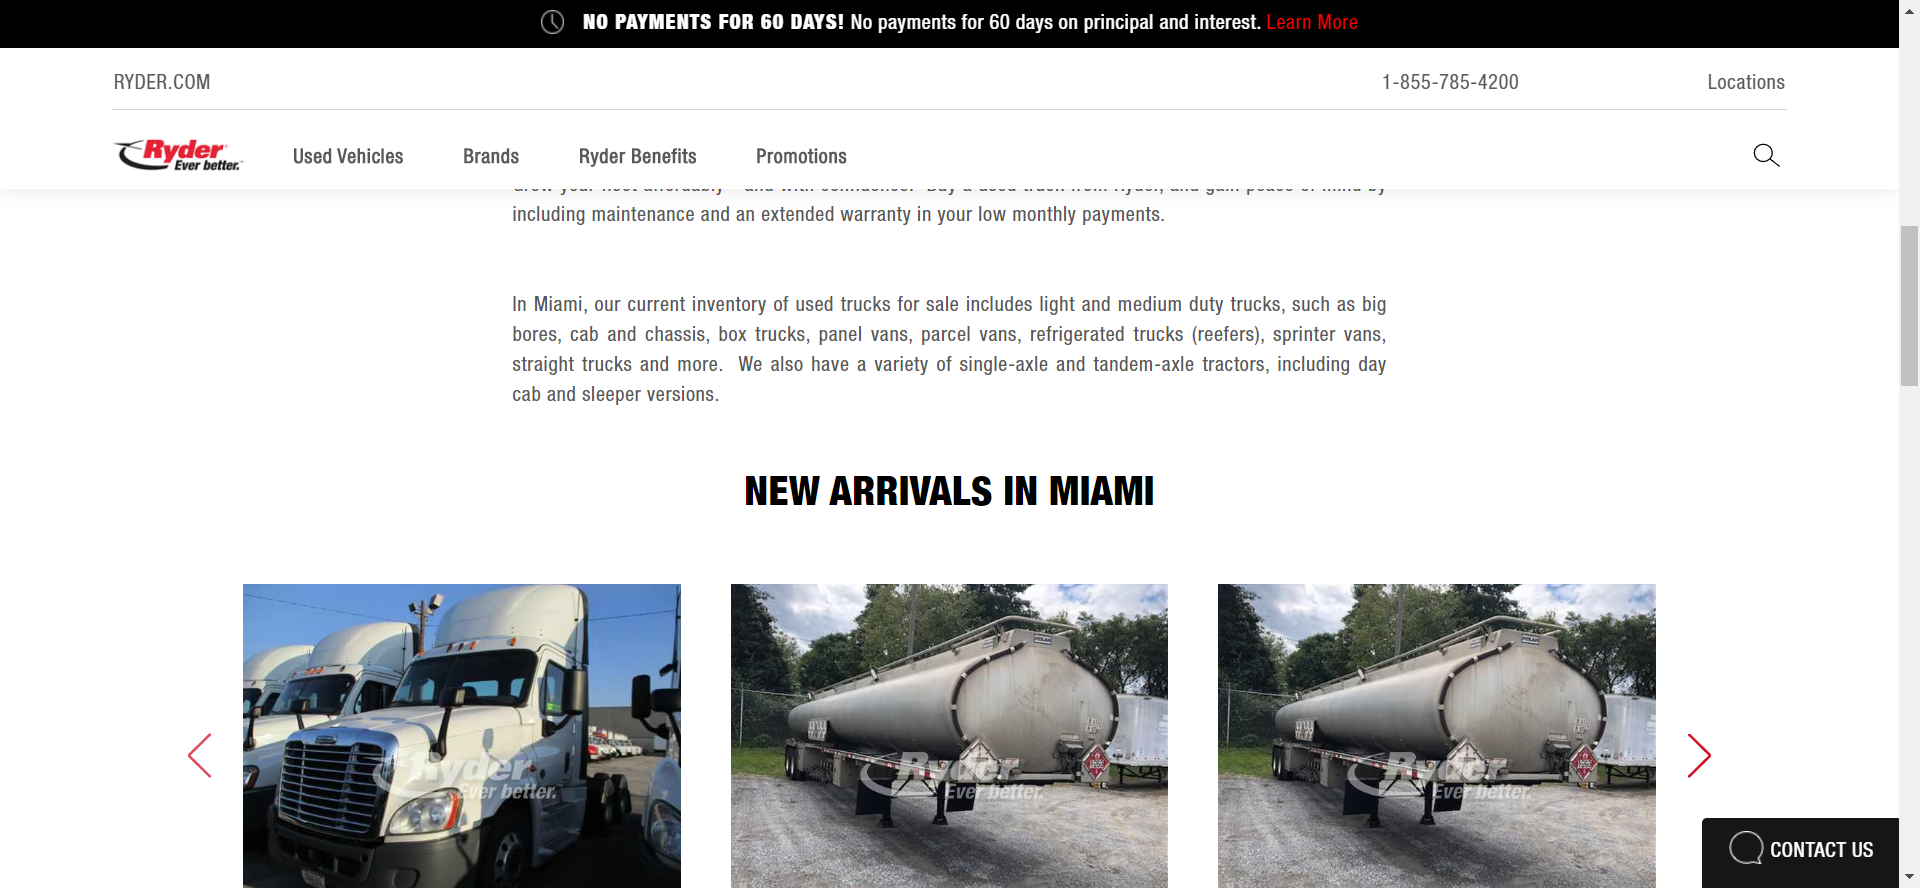 NO PAYMENTS FOR 60 DAYS! No payments for 60 days on principal and interest. Learn More
RYDER.COM
1-855-785-4200
Locations
Ryder
Ever better.™
Used Vehicles
Brands
Ryder Benefits
Promotions
including maintenance and an extended warranty in your low monthly payments.
In Miami, our current inventory of used trucks for sale includes light and medium duty trucks, such as big
bores, cab and chassis, box trucks, panel vans, parcel vans, refrigerated trucks (reefers), sprinter vans,
straight trucks and more. We also have a variety of single-axle and tandem-axle tractors, including day
cab and sleeper versions.
NEW ARRIVALS IN MIAMI
Ryder
Ever better.
POLAR
Ryder
Ever better.
POLAR
Ryder
Ever better.
CONTACT US